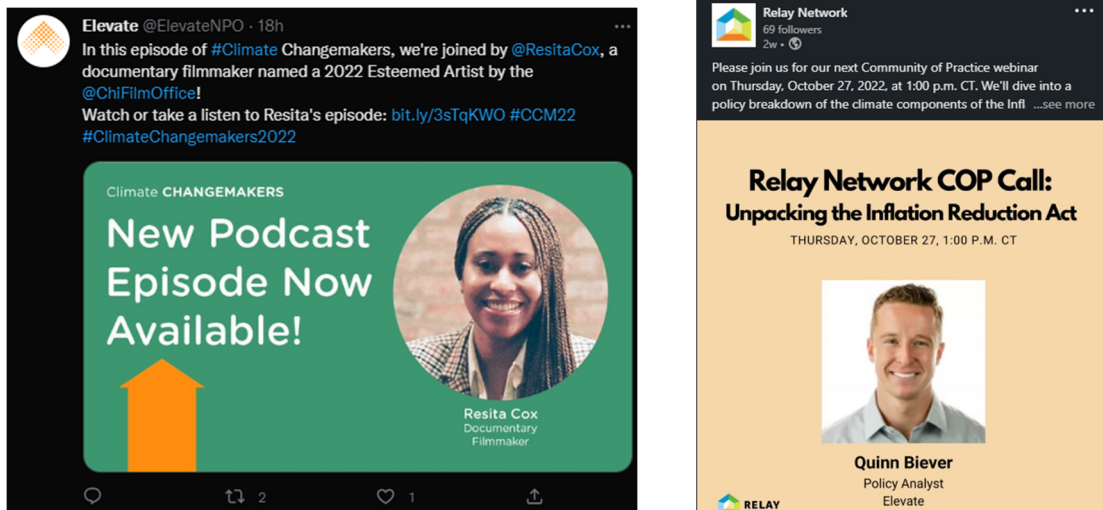 Elevate @ElevateNPO · 18h
In this episode of #Climate Changemakers, we're joined by @ResitaCox, a
documentary filmmaker named a 2022 Esteemed Artist by the
@ChiFilmOffice!
Watch or take a listen to Resita's episode: bit.ly/3sTqKWO #CCM22
#ClimateChangemakers2022
Climate CHANGEMAKERS
New Podcast
Episode Now
Available!
Resita Cox
Documentary
Filmmaker
2
1
Relay Network
69 followers
2w •
Please join us for our next Community of Practice webinar
on Thursday, October 27, 2022, at 1:00 p.m. CT. We'll dive into a
policy breakdown of the climate components of the Infl ...see more
Relay Network COP Call:
Unpacking the Inflation Reduction Act
THURSDAY, OCTOBER 27, 1:00 P.M. CT
Quinn Biever
Policy Analyst
Elevate
RELAY